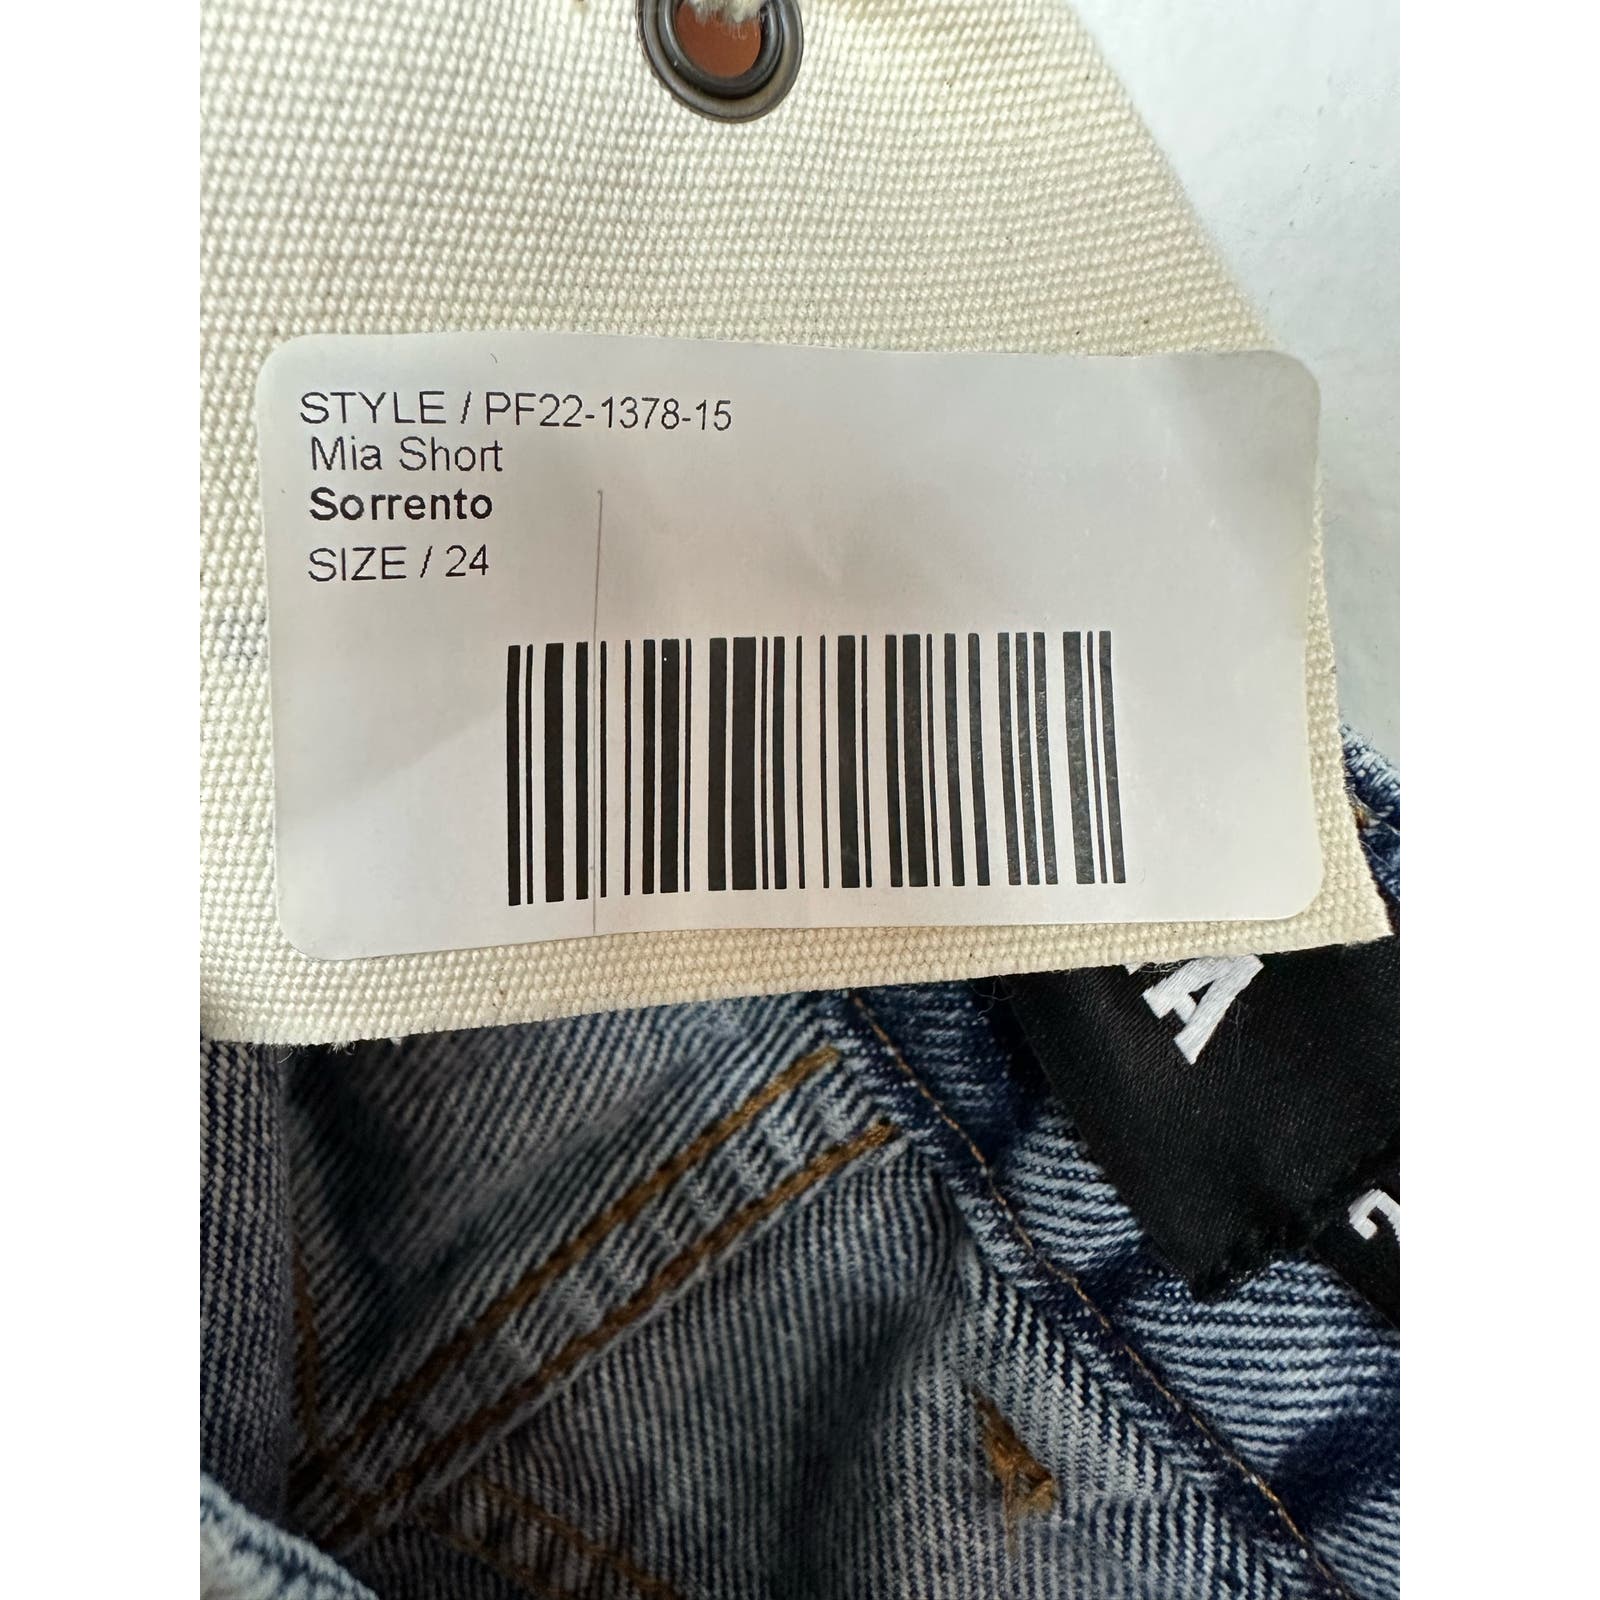 STYLE / PF22-1378-15
Mia Short
Sorrento
SIZE / 24
A